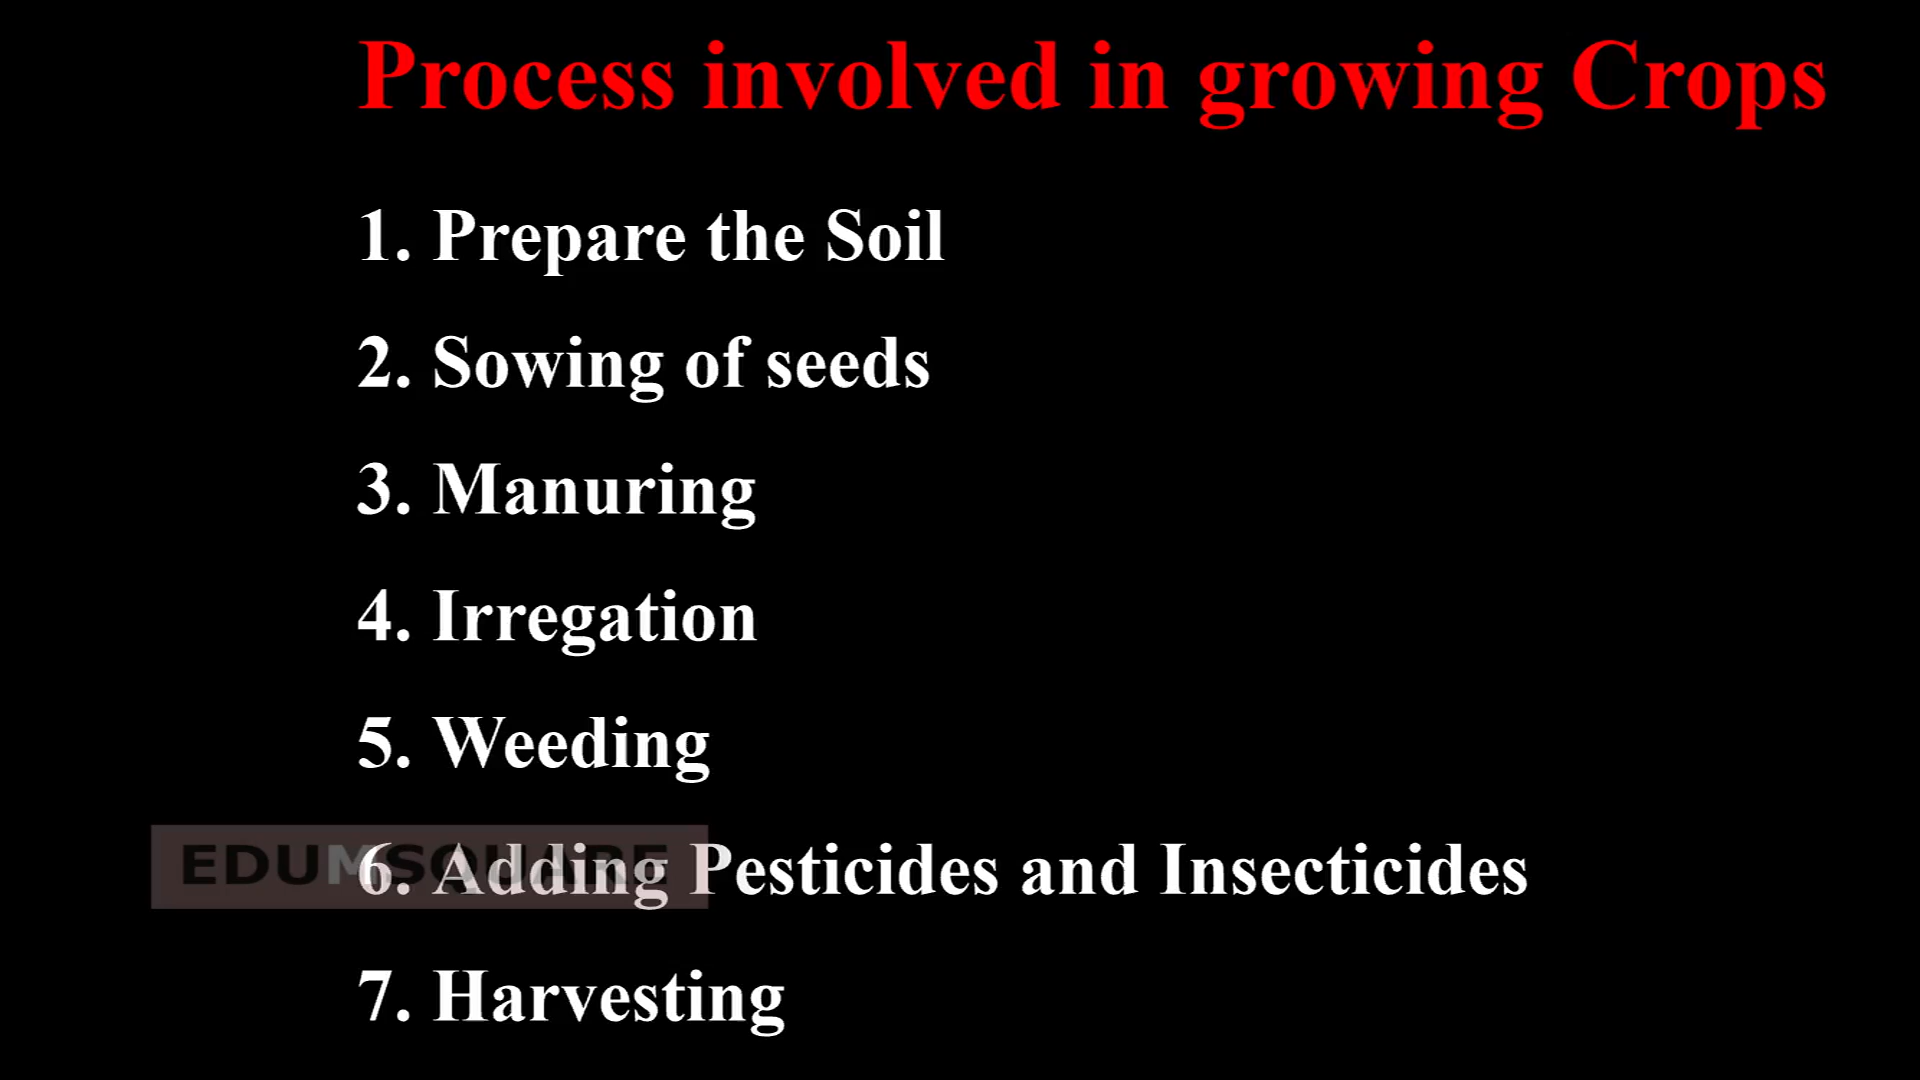 Process involved in growing Crops
1. Prepare the Soil
2. Sowing of seeds
3. Manuring
4. Irregation
5. Weeding
EDUMSQUARE
6. Adding Pesticides and Insecticides
7. Harvesting